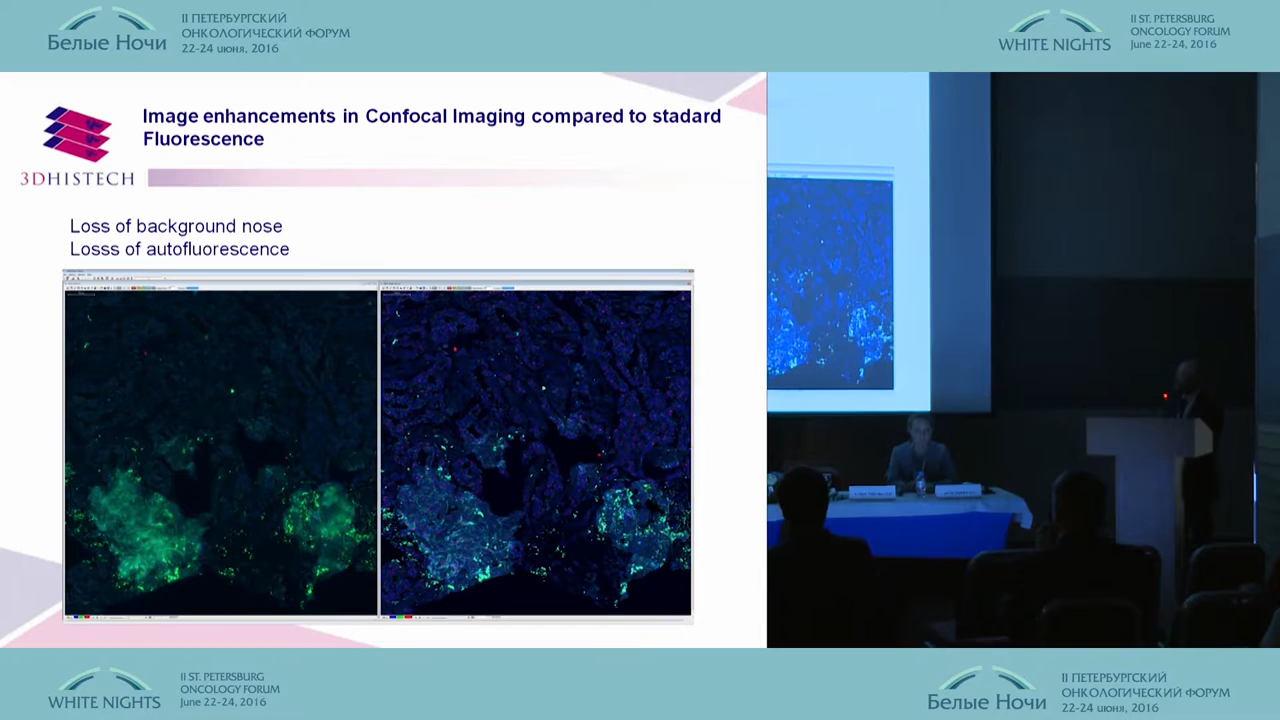 Белые Ночи
II ПЕТЕРБУРГСКИЙ
ОНКОЛОГИЧЕСКИЙ ФОРУМ
22-24 июня, 2016
WHITE NIGHTS
II ST. PETERSBURG
ONCOLOGY FORUM
June 22-24, 2016
3DHISTECH
Image enhancements in Confocal Imaging compared to stadard
Fluorescence
Loss of background nose
Losss of autofluorescence
WHITE NIGHTS
II ST. PETERSBURG
ONCOLOGY FORUM
June 22-24, 2016
Белые Ночи
II ПЕТЕРБУРГСКИЙ
ОНКОЛОГИЧЕСКИЙ ФОРУМ
22-24 июня, 2016